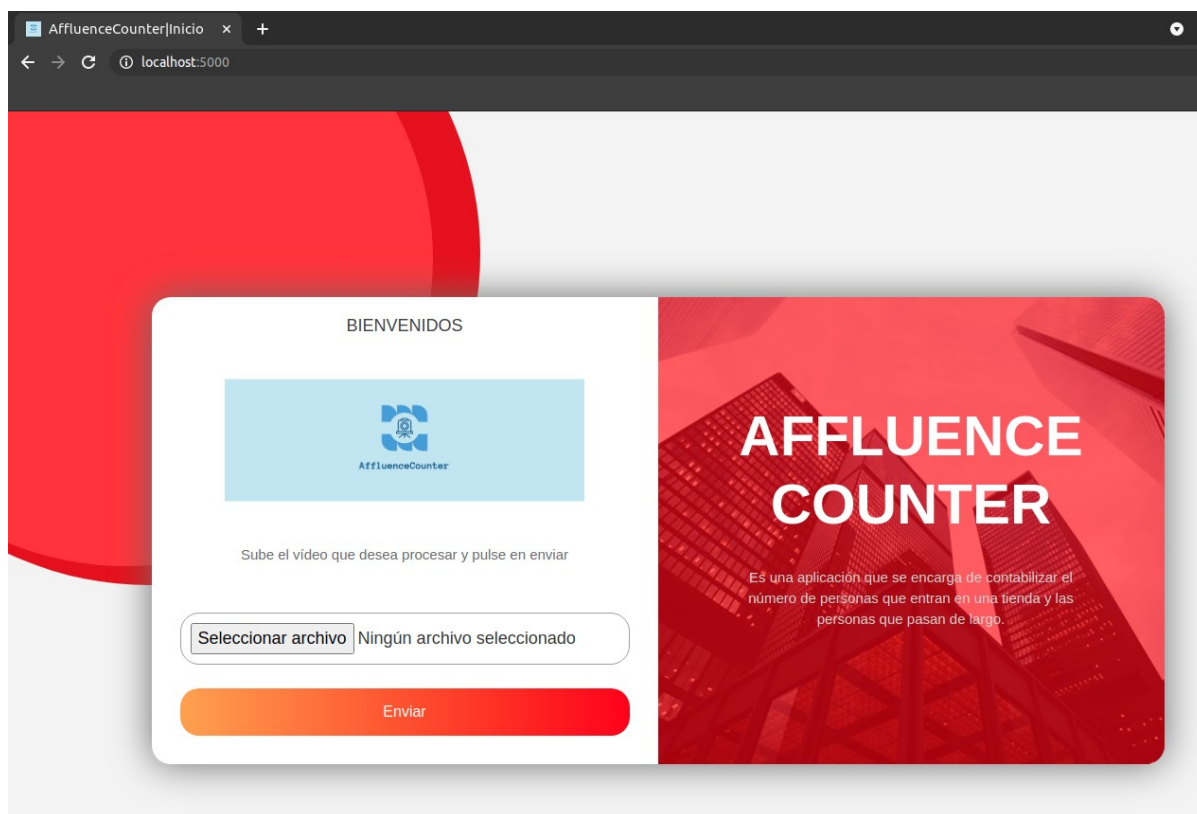 AffluenceCounter|Inicio
localhost:5000
BIENVENIDOS
AffluenceCounter
Sube el vídeo que desea procesar y pulse en enviar
Seleccionar archivo Ningún archivo seleccionado
Enviar
AFFLUENCE
COUNTER
Es una aplicación que se encarga de contabilizar el
número de personas que entran en una tienda y las
personas que pasan de largo.